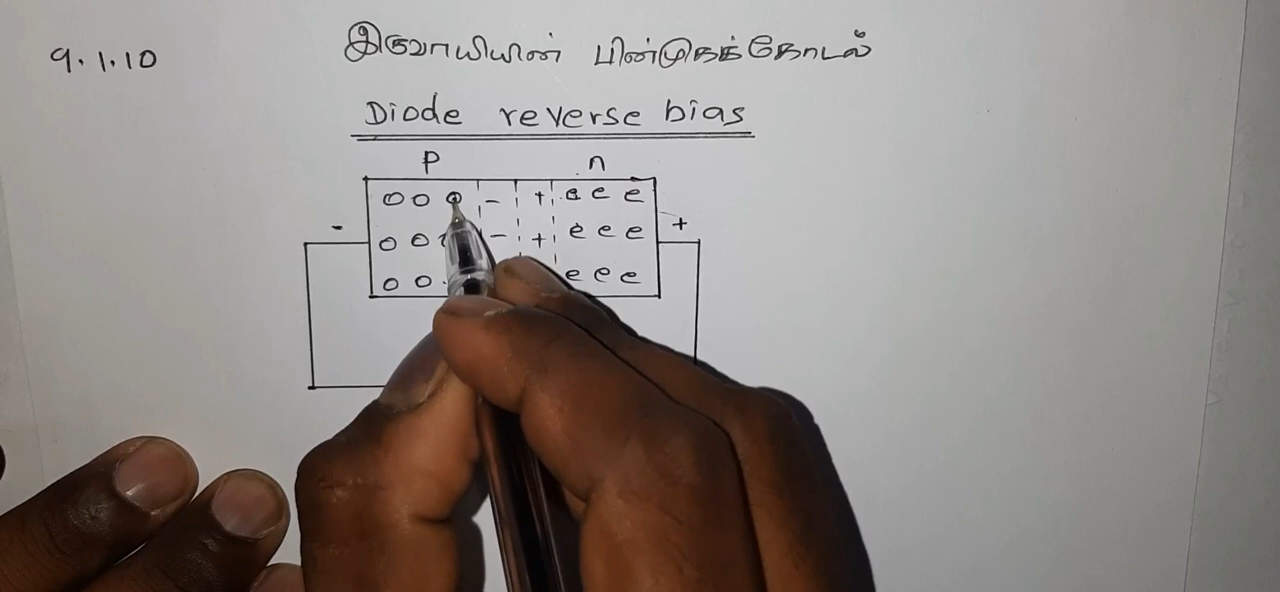 9.1.10
இருவாயியின் பின்முகக்கோடல்
Diode reverse bias
P n
o o o - + e e e
- o o - + e e e +
o o e e e